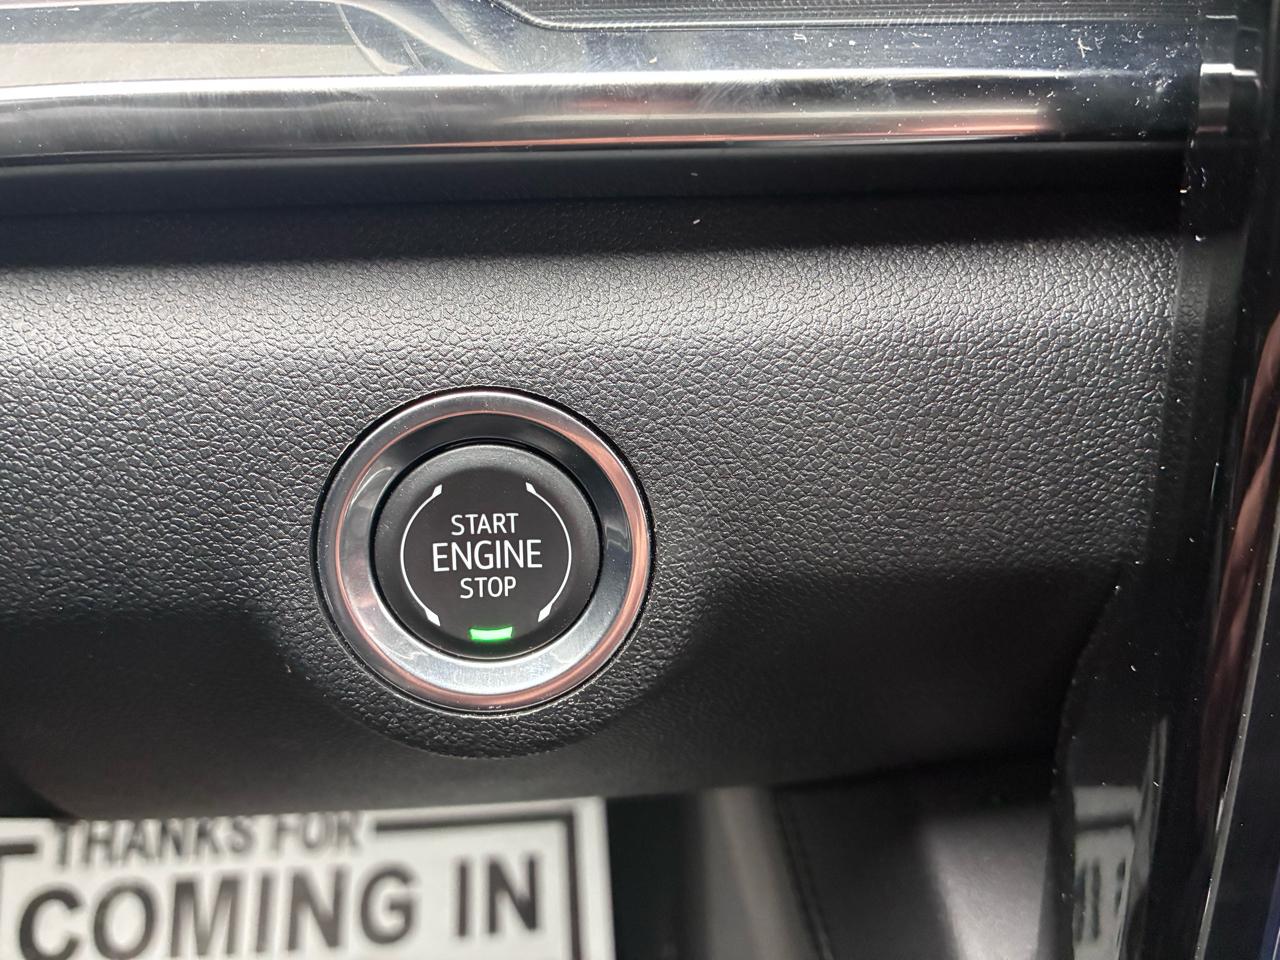 START
ENGINE
STOP
THANKS FOR
COMING IN